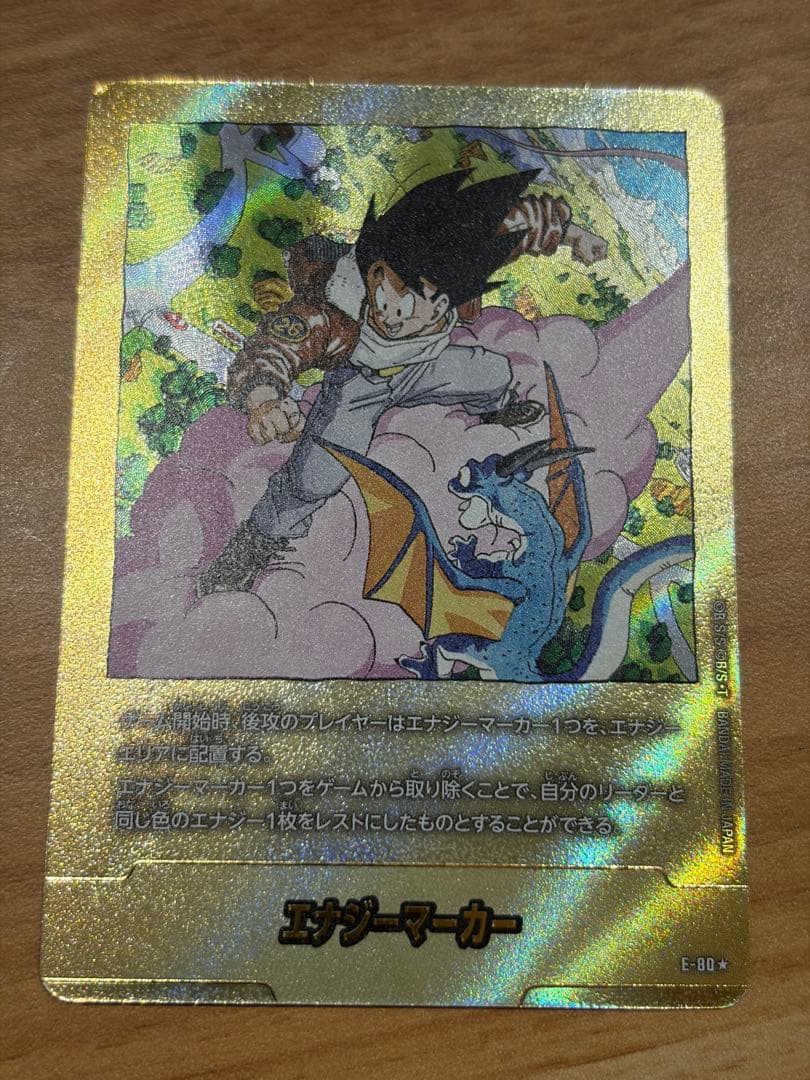 ゲーム開始時、後攻のプレイヤーはエナジーマーカー1つを、エナジー
エリアに配置する。
エナジーマーカー1つをゲームから取り除くことで、自分のリーダーと
同じ色のエナジー1枚をレストにしたものとすることができる。
エナジーマーカー
E-80★
©B/S･T BANDAI MADE IN JAPAN